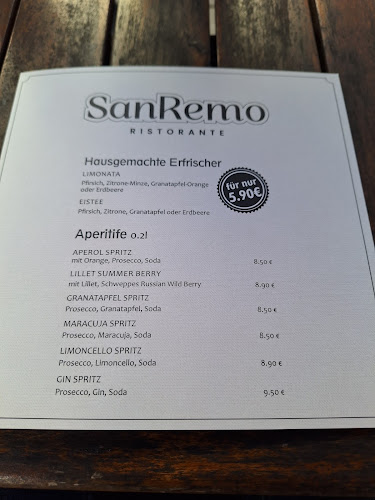 SanRemo
RISTORANTE
Hausgemachte Erfrischer
LIMONATA
Pfirsich, Zitrone-Minze, Granatapfel-Orange
oder Erdbeere
EISTEE
Pfirsich, Zitrone, Granatapfel oder Erdbeere
für nur
5.90€
Aperitife 0.2l
APEROL SPRITZ
mit Orange, Prosecco, Soda 8.50 €
LILLET SUMMER BERRY
mit Lillet, Schweppes Russian Wild Berry 8.90 €
GRANATAPFEL SPRITZ
Prosecco, Granatapfel, Soda 8.50 €
MARACUJA SPRITZ
Prosecco, Maracuja, Soda 8.50 €
LIMONCELLO SPRITZ
Prosecco, Limoncello, Soda 8.90 €
GIN SPRITZ
Prosecco, Gin, Soda 9.50 €